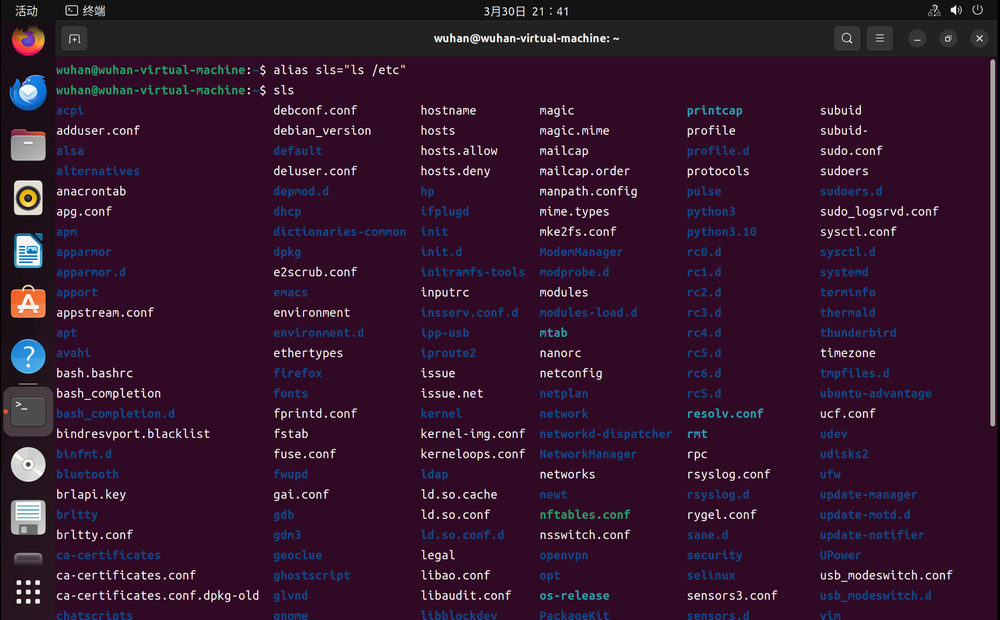 活动 终端 3月30日 21：41
wuhan@wuhan-virtual-machine: ~
wuhan@wuhan-virtual-machine:~$ alias sls="ls /etc"
wuhan@wuhan-virtual-machine:~$ sls
acpi debconf.conf hostname magic printcap subuid
adduser.conf debian_version hosts magic.mime profile subuid-
alsa default hosts.allow mailcap profile.d sudo.conf
alternatives deluser.conf hosts.deny mailcap.order protocols sudoers
anacrontab depmod.d hp manpath.config pulse sudoers.d
apg.conf dhcp ifplugd mime.types python3 sudo_logsrvd.conf
apm dictionaries-common init mke2fs.conf python3.10 sysctl.conf
apparmor dpkg init.d ModemManager rc0.d sysctl.d
apparmor.d e2scrub.conf initramfs-tools modprobe.d rc1.d systemd
apport emacs inputrc modules rc2.d terminfo
appstream.conf environment insserv.conf.d modules-load.d rc3.d thermald
apt environment.d ipp-usb mtab rc4.d thunderbird
avahi ethertypes iproute2 nanorc rc5.d timezone
bash.bashrc firefox issue netconfig rc6.d tmpfiles.d
bash_completion fonts issue.net netplan rcS.d ubuntu-advantage
bash_completion.d fprintd.conf kernel network resolv.conf ucf.conf
bindresvport.blacklist fstab kernel-img.conf networkd-dispatcher rmt udev
binfmt.d fuse.conf kerneloops.conf NetworkManager rpc udisks2
bluetooth fwupd ldap networks rsyslog.conf ufw
brlapi.key gai.conf ld.so.cache newt rsyslog.d update-manager
brltty gdb ld.so.conf nftables.conf rygel.conf update-motd.d
brltty.conf gdm3 ld.so.conf.d nsswitch.conf sane.d update-notifier
ca-certificates geoclue legal openvpn security UPower
ca-certificates.conf ghostscript libao.conf opt selinux usb_modeswitch.conf
ca-certificates.conf.dpkg-old glvnd libaudit.conf os-release sensors3.conf usb_modeswitch.d
chatscripts gnome libblockdev PackageKit sensors.d vim